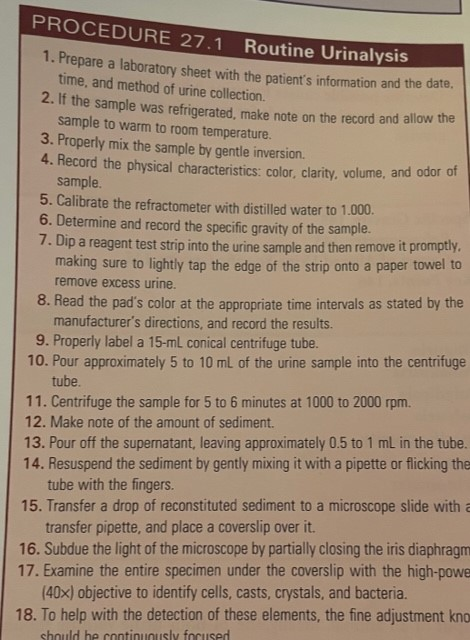 PROCEDURE 27.1 Routine Urinalysis
1. Prepare a laboratory sheet with the patient's information and the date,
time, and method of urine collection.
2. If the sample was refrigerated, make note on the record and allow the
sample to warm to room temperature.
3. Properly mix the sample by gentle inversion.
4. Record the physical characteristics: color, clarity, volume, and odor of
sample.
5. Calibrate the refractometer with distilled water to 1.000.
6. Determine and record the specific gravity of the sample.
7. Dip a reagent test strip into the urine sample and then remove it promptly,
making sure to lightly tap the edge of the strip onto a paper towel to
remove excess urine.
8. Read the pad's color at the appropriate time intervals as stated by the
manufacturer's directions, and record the results.
9. Properly label a 15-mL conical centrifuge tube.
10. Pour approximately 5 to 10 mL of the urine sample into the centrifuge
tube.
11. Centrifuge the sample for 5 to 6 minutes at 1000 to 2000 rpm.
12. Make note of the amount of sediment.
13. Pour off the supernatant, leaving approximately 0.5 to 1 mL in the tube.
14. Resuspend the sediment by gently mixing it with a pipette or flicking the
tube with the fingers.
15. Transfer a drop of reconstituted sediment to a microscope slide with a
transfer pipette, and place a coverslip over it.
16. Subdue the light of the microscope by partially closing the iris diaphragm
17. Examine the entire specimen under the coverslip with the high-powe
(40×) objective to identify cells, casts, crystals, and bacteria.
18. To help with the detection of these elements, the fine adjustment kno
should be continuously focused